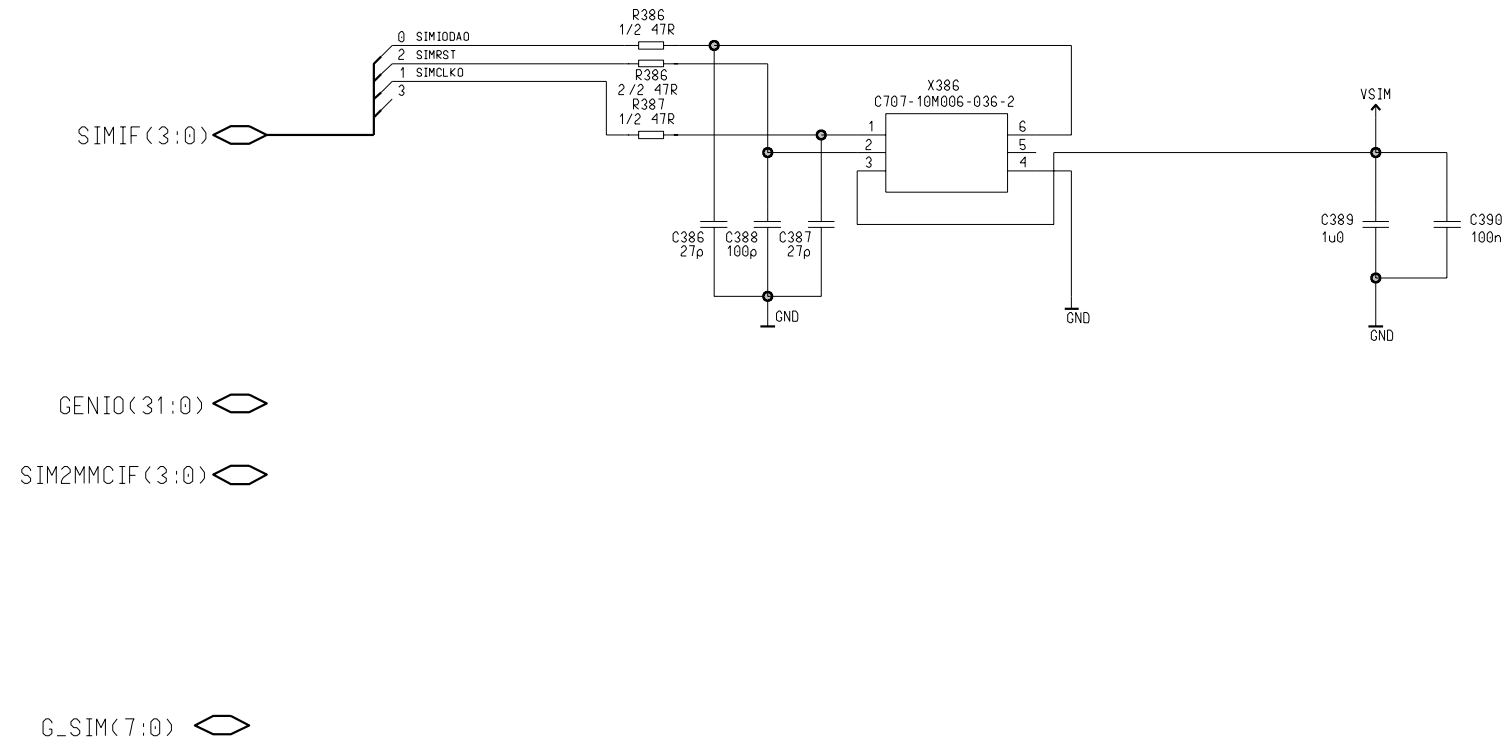 R386
1/2 47R
0 SIMIODAO
2 SIMRST
1 SIMCLKO
3
R386
2/2 47R
R387
1/2 47R
X386
C707-10M006-036-2
VSIM
SIMIF(3:0)
1
2
3
6
5
4
C386
27p
C388
100p
C387
27p
C389
1u0
C390
100n
GND
GND
GND
GENIO(31:0)
SIM2MMCIF(3:0)
G_SIM(7:0)